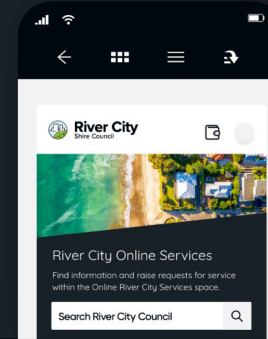 River City
Shire Council
River City Online Services
Find information and raise requests for service
within the Online River City Services space.
Search River City Council